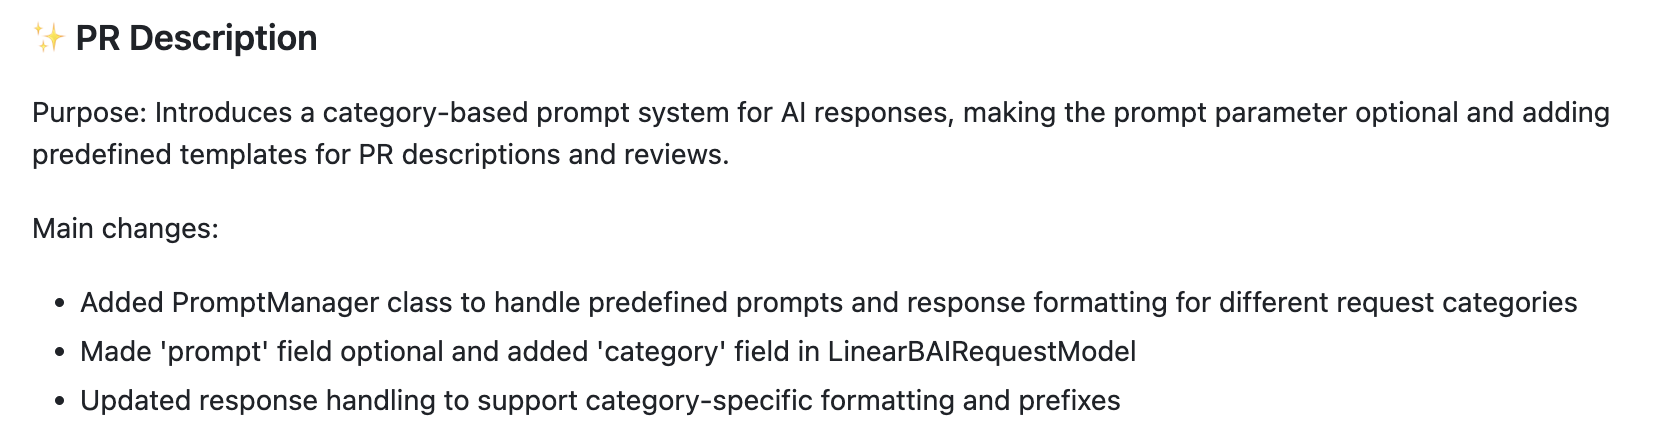 ✨ PR Description
Purpose: Introduces a category-based prompt system for AI responses, making the prompt parameter optional and adding
predefined templates for PR descriptions and reviews.
Main changes:
• Added PromptManager class to handle predefined prompts and response formatting for different request categories
• Made 'prompt' field optional and added 'category' field in LinearBAIRequestModel
• Updated response handling to support category-specific formatting and prefixes